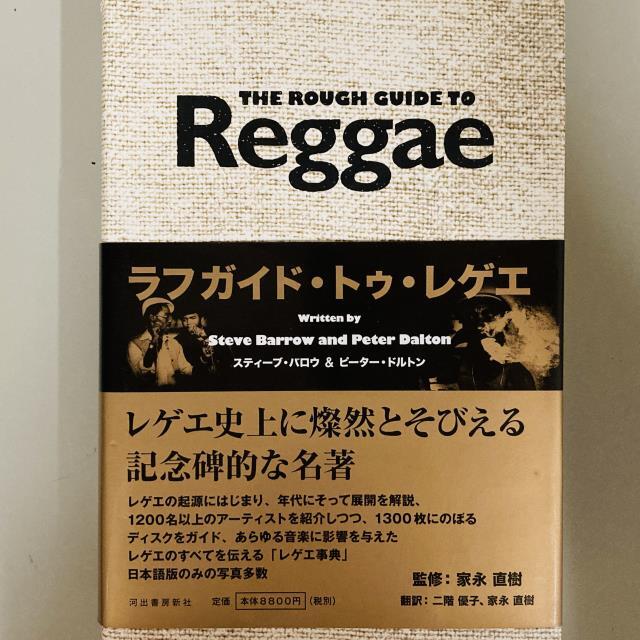 THE ROUGH GUIDE TO
Reggae
ラフガイド・トゥ・レゲエ
Written by
Steve Barrow and Peter Dalton
スティーブ・バロウ & ピーター・ドルトン
レゲエ史上に燦然とそびえる
記念碑的な名著
レゲエの起源にはじまり、年代にそって展開を解説、
1200名以上のアーティストを紹介しつつ、1300枚にのぼる
ディスクをガイド、あらゆる音楽に影響を与えた
レゲエのすべてを伝える「レゲエ事典」
日本語版のみの写真多数
監修：家永 直樹
翻訳：二階 優子、家永 直樹
河出書房新社 定価 本体8800円（税別）